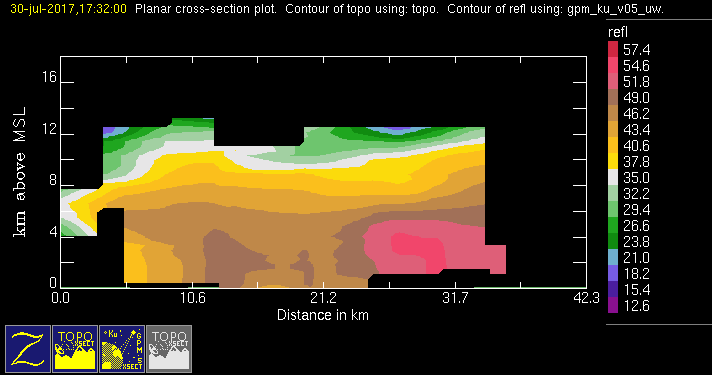 30-jul-2017,17:32:00 Planar cross-section plot. Contour of topo using: topo. Contour of refl using: gpm_ku_v05_uw.
refl
57.4
54.6
51.8
49.0
46.2
43.4
40.6
37.8
35.0
32.2
29.4
26.6
23.8
21.0
18.2
15.4
12.6
km above MSL
16
12
8
4
0
0.0 10.6 21.2 31.7 42.3
Distance in km
Z
TOPO XSECT
"Ku" GPM'S XSECT
TOPO XSECT